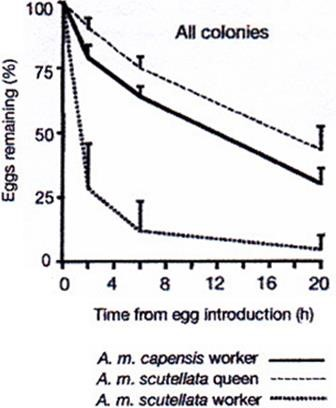 All colonies
Eggs remaining (%)
100
75
50
25
0
0 4 8 12 16 20
Time from egg introduction (h)
A. m. capensis worker
A. m. scutellata queen
A. m. scutellata worker